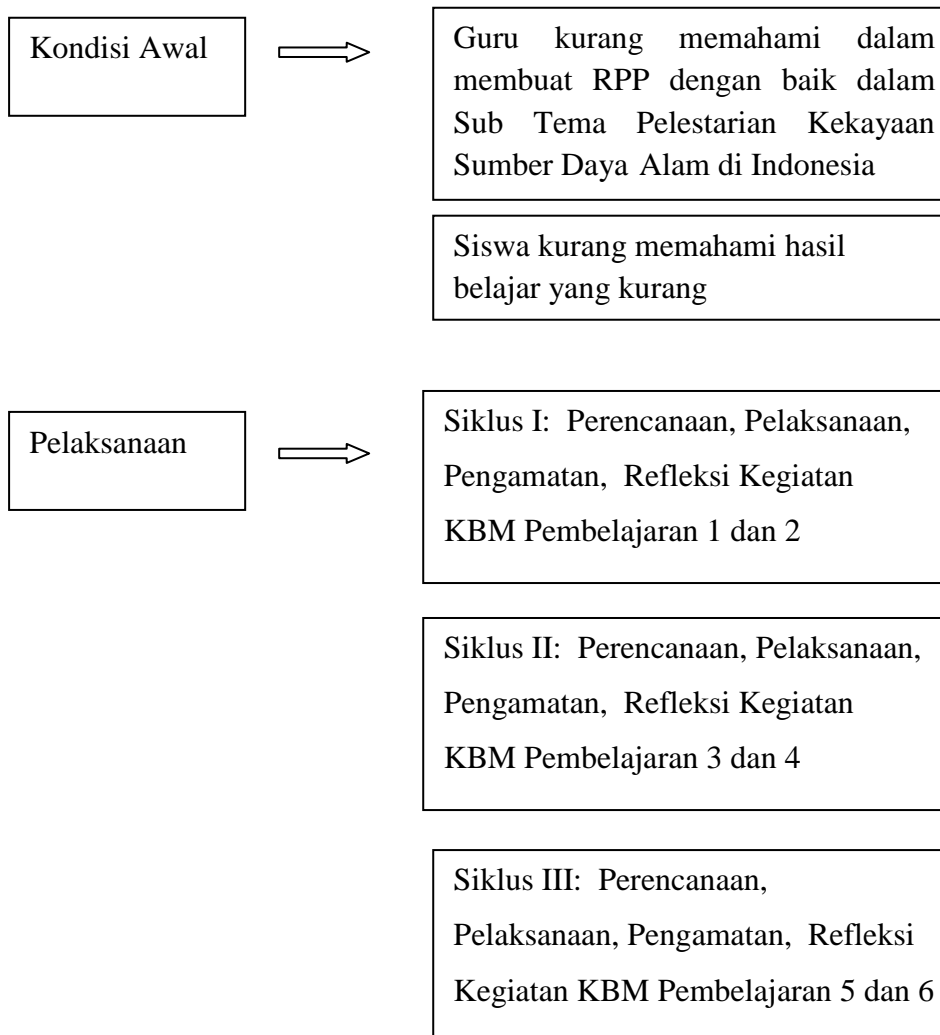 Kondisi Awal
Guru kurang memahami dalam
membuat RPP dengan baik dalam
Sub Tema Pelestarian Kekayaan
Sumber Daya Alam di Indonesia
Siswa kurang memahami hasil
belajar yang kurang
Pelaksanaan
Siklus I: Perencanaan, Pelaksanaan,
Pengamatan, Refleksi Kegiatan
KBM Pembelajaran 1 dan 2
Siklus II: Perencanaan, Pelaksanaan,
Pengamatan, Refleksi Kegiatan
KBM Pembelajaran 3 dan 4
Siklus III: Perencanaan,
Pelaksanaan, Pengamatan, Refleksi
Kegiatan KBM Pembelajaran 5 dan 6